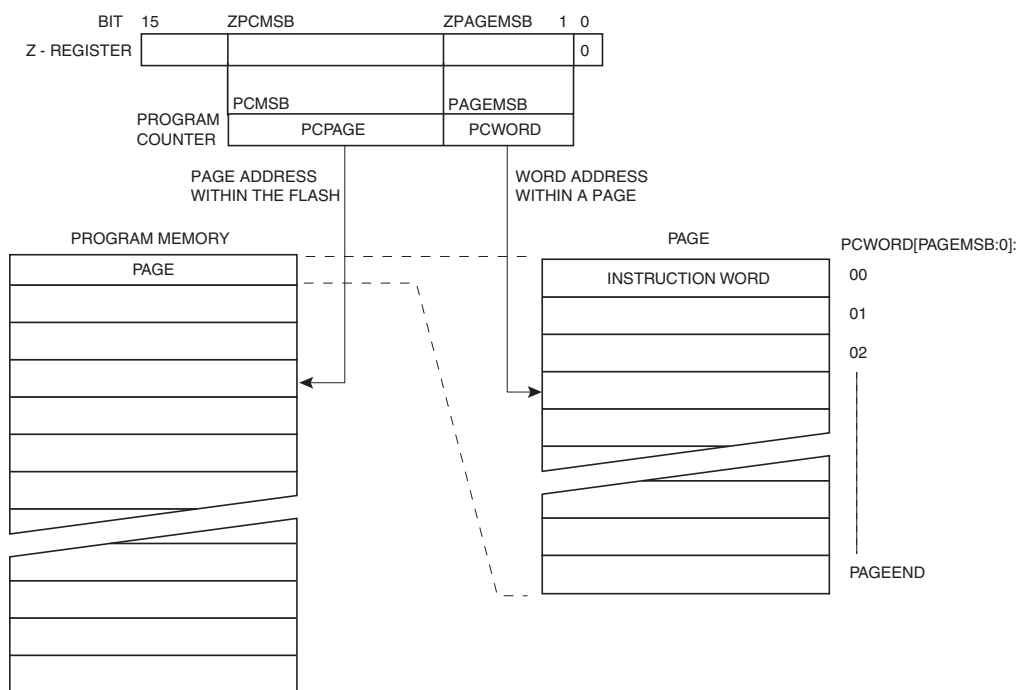 BIT 15 ZPCMSB ZPAGEMSB 1 0
Z - REGISTER 0
PCMSB PAGEMSB
PROGRAM
COUNTER
PCPAGE PCWORD
PAGE ADDRESS
WITHIN THE FLASH
WORD ADDRESS
WITHIN A PAGE
PROGRAM MEMORY
PAGE
PAGE
PCWORD[PAGEMSB:0]:
INSTRUCTION WORD 00
01
02
PAGEEND